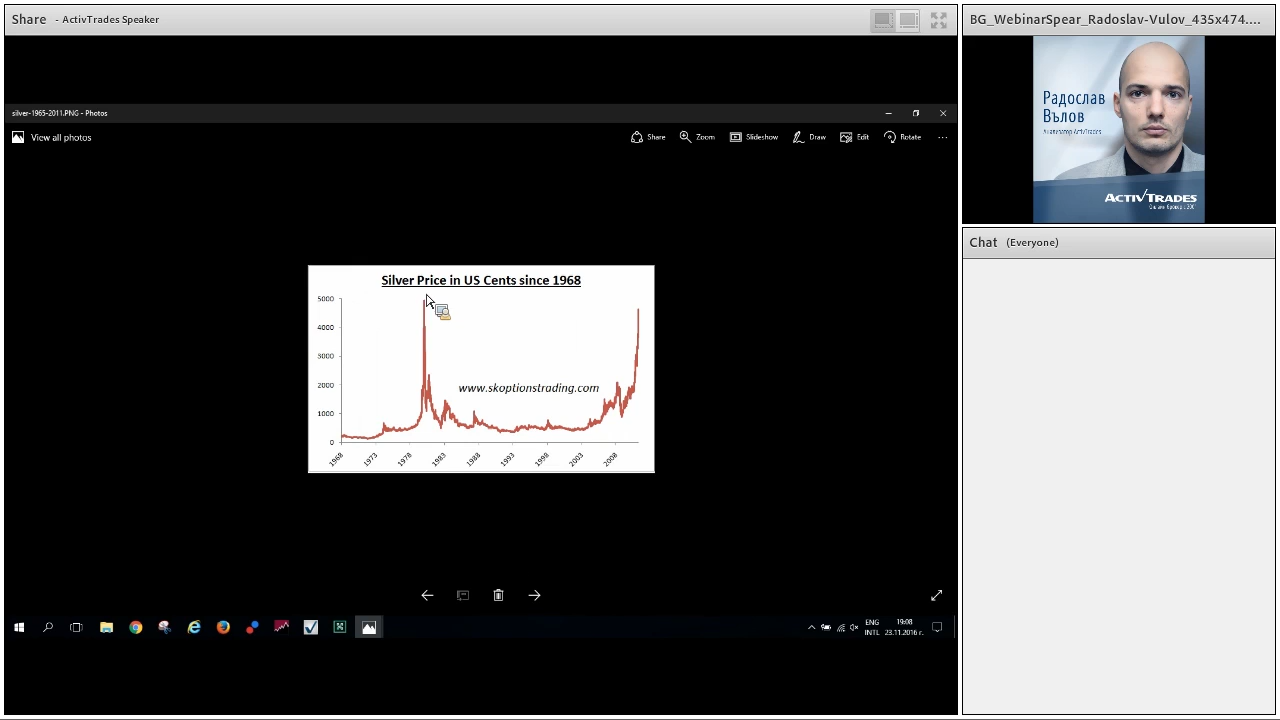 Share - ActivTrades Speaker
BG_WebinarSpear_Radoslav-Vulov_435x474....
silver-1965-2011.PNG - Photos
View all photos
Share Zoom Slideshow Draw Edit Rotate ...
Радослав
Вълов
Анализатор ActivTrades
ACTIVTRADES
Chat (Everyone)
Silver Price in US Cents since 1968
5000
4000
3000
2000
1000
0
www.skoptionstrading.com
1968 1973 1978 1983 1988 1993 1998 2003 2008
ENG 19:08
INTL 23.11.2016 г.